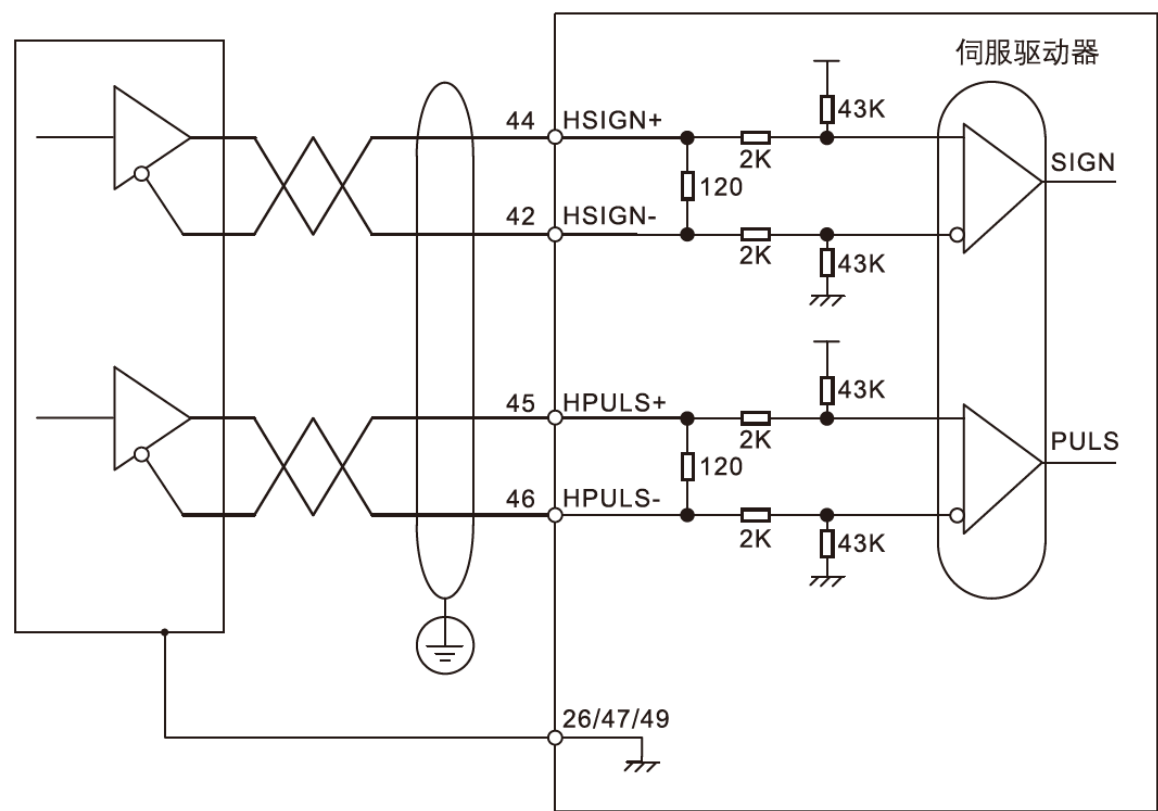 伺服驱动器
43K
44
HSIGN+
2K
SIGN
120
42
HSIGN-
2K
43K
43K
45
HPULS+
2K
PULS
120
46
HPULS-
2K
43K
26/47/49